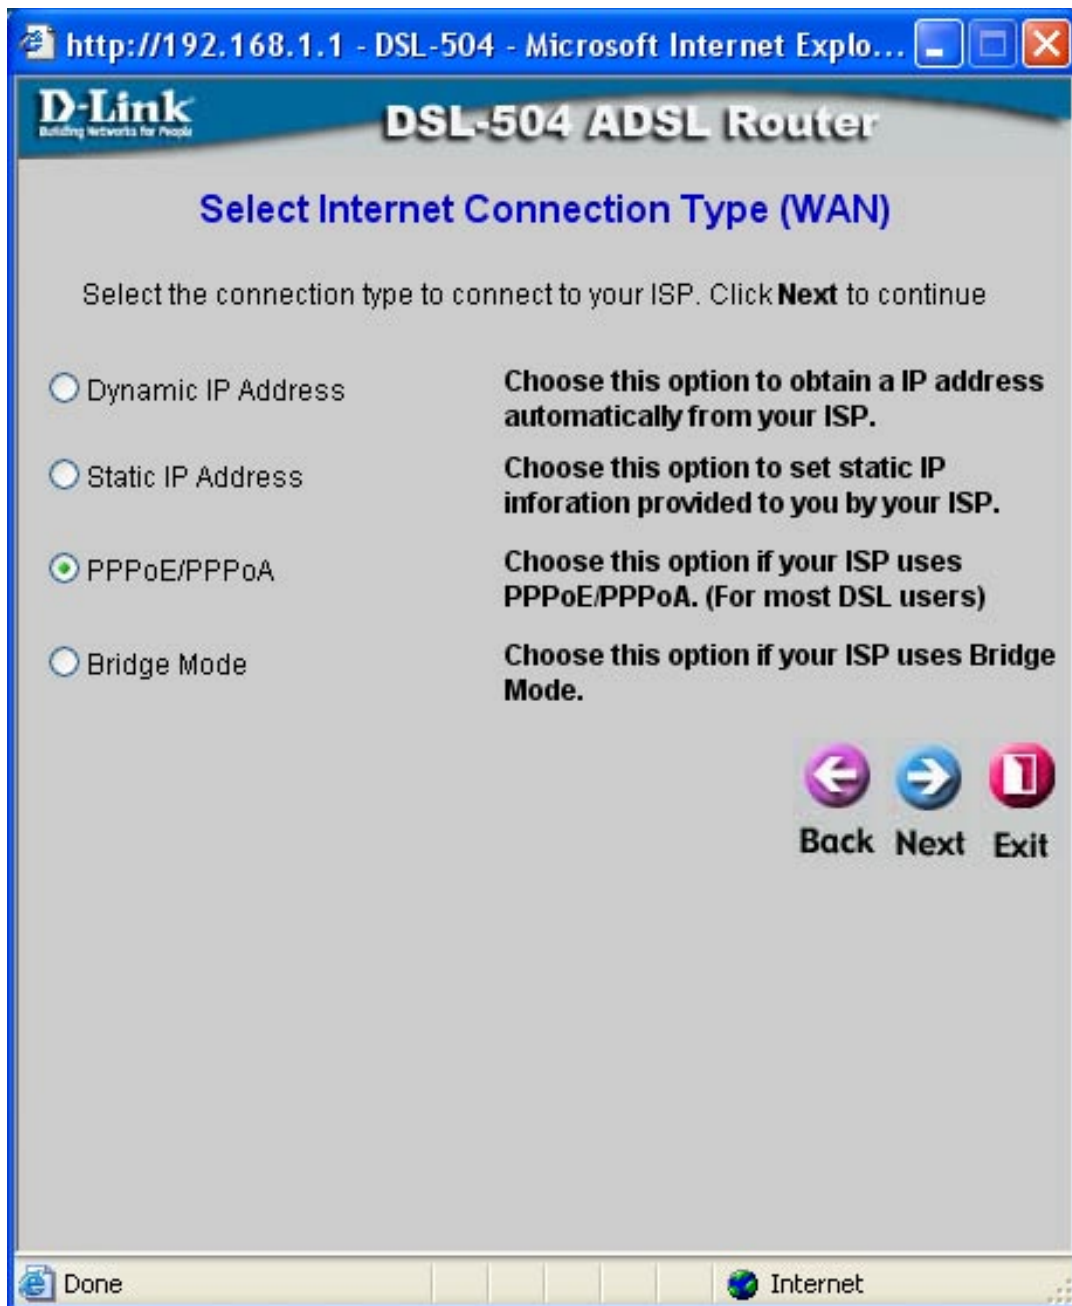 http://192.168.1.1 - DSL-504 - Microsoft Internet Explo...
D-Link
Building Networks for People
DSL-504 ADSL Router
Select Internet Connection Type (WAN)
Select the connection type to connect to your ISP. Click Next to continue
Dynamic IP Address
Choose this option to obtain a IP address
automatically from your ISP.
Static IP Address
Choose this option to set static IP
inforation provided to you by your ISP.
PPPoE/PPPoA
Choose this option if your ISP uses
PPPoE/PPPoA. (For most DSL users)
Bridge Mode
Choose this option if your ISP uses Bridge
Mode.
Back Next Exit
Done
Internet